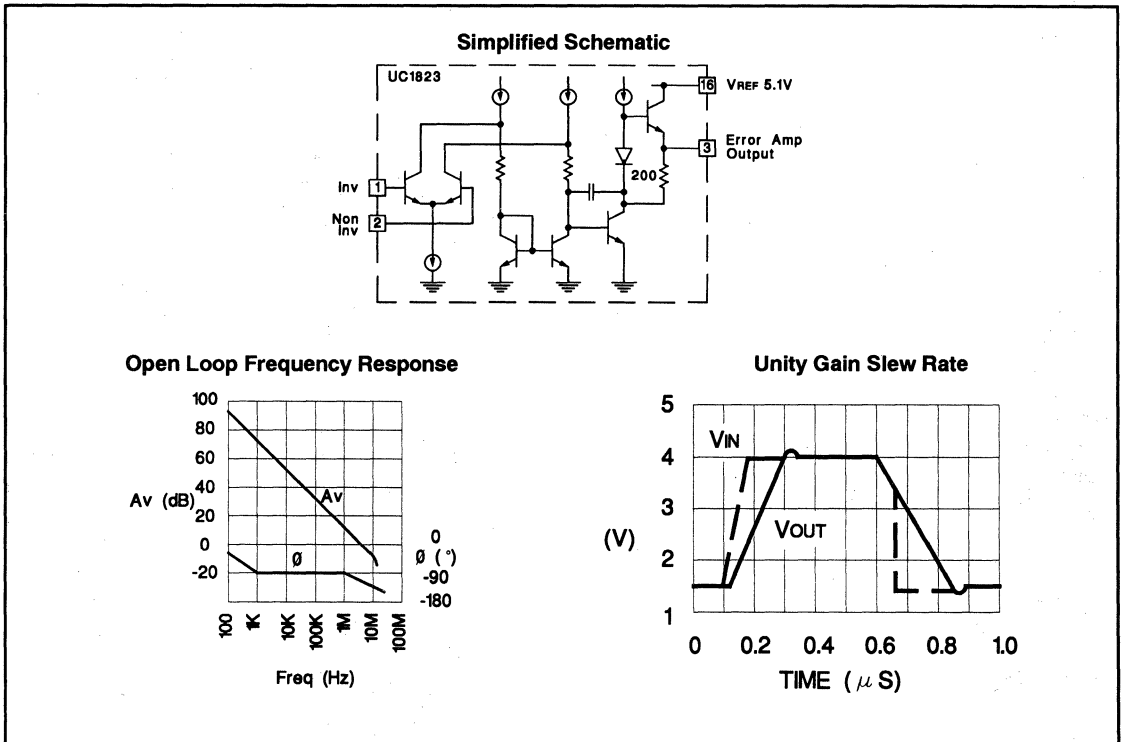 Simplified Schematic
UC1823
16 VREF 5.1V
3 Error Amp
Output
200
Inv 1
Non
Inv 2
Open Loop Frequency Response
100
80
60
40
20
0
-20
Av (dB)
Av
Ø
0
Ø (°)
-90
-180
100 1K 10K 100K 1M 10M 100M
Freq (Hz)
Unity Gain Slew Rate
5
4
3
2
1
(V)
VIN
VOUT
0 0.2 0.4 0.6 0.8 1.0
TIME (μS)